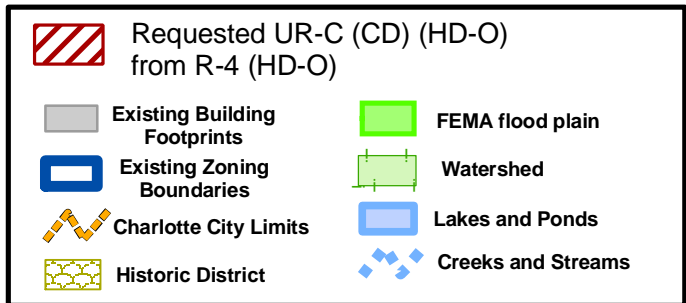 Requested UR-C (CD) (HD-O)
from R-4 (HD-O)
Existing Building
Footprints
Existing Zoning
Boundaries
Charlotte City Limits
Historic District
FEMA flood plain
Watershed
Lakes and Ponds
Creeks and Streams